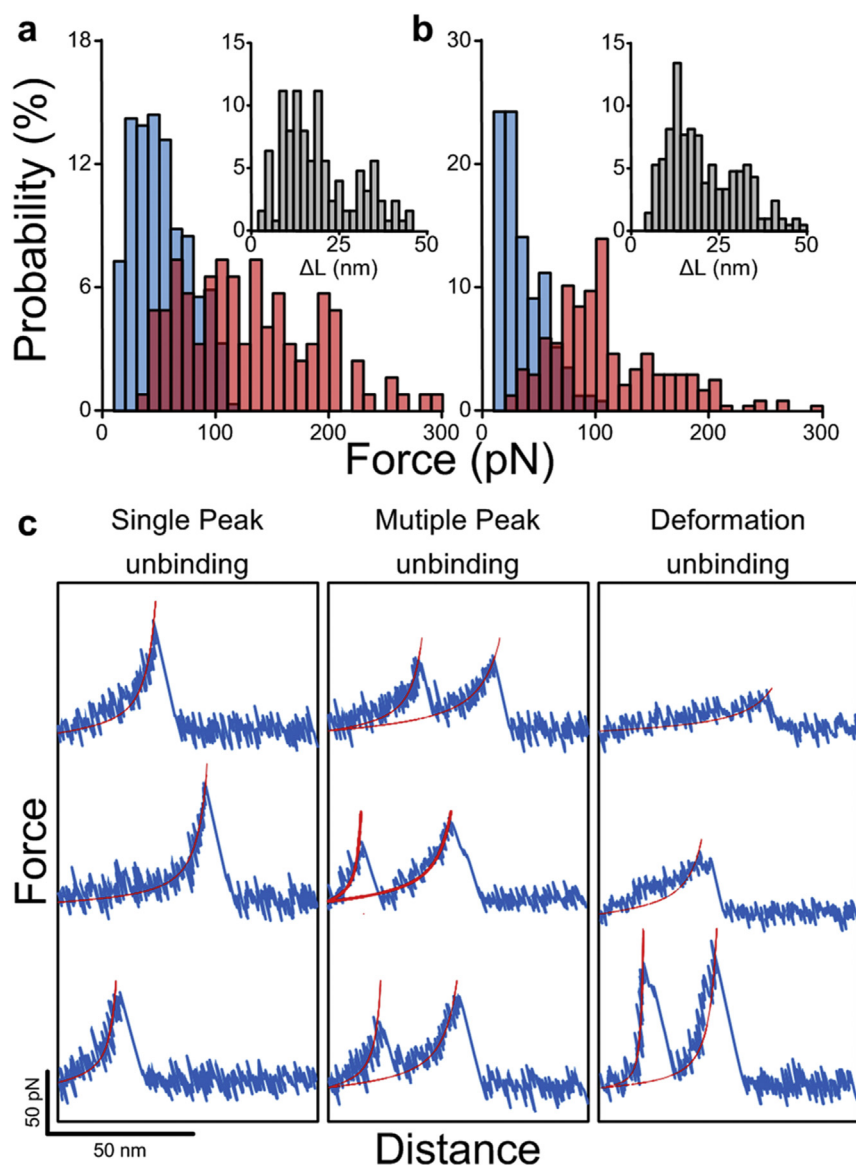 a
b
18
12
6
0
0
100
200
300
15
10
5
0
0
25
50
ΔL (nm)
30
20
10
0
0
100
200
300
15
10
5
0
0
25
50
ΔL (nm)
Probability (%)
Force (pN)
c
Single Peak
unbinding
Mutiple Peak
unbinding
Deformation
unbinding
Force
50 pN
50 nm
Distance